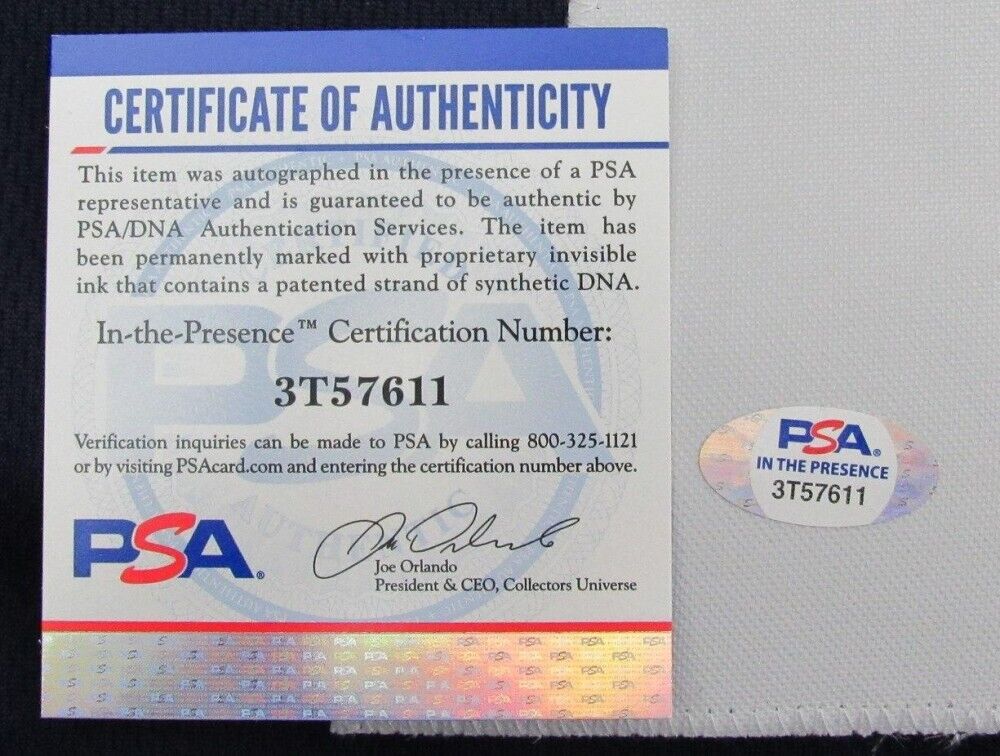 CERTIFICATE OF AUTHENTICITY
This item was autographed in the presence of a PSA
representative and is guaranteed to be authentic by
PSA/DNA Authentication Services. The item has
been permanently marked with proprietary invisible
ink that contains a patented strand of synthetic DNA.
In-the-Presence™ Certification Number:
3T57611
Verification inquiries can be made to PSA by calling 800-325-1121
or by visiting PSAcard.com and entering the certification number above.
PSA.
Joe Orlando
President & CEO, Collectors Universe
PSA.
IN THE PRESENCE
3T57611